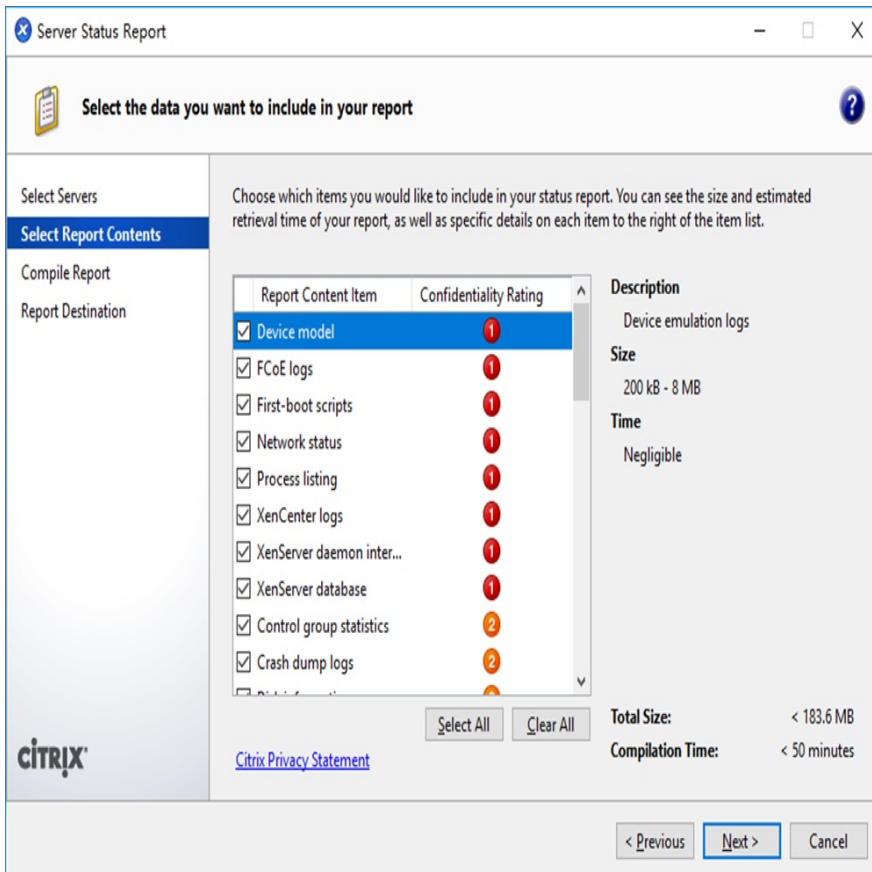 Server Status Report
Select the data you want to include in your report
?
Select Servers
Select Report Contents
Compile Report
Report Destination
Choose which items you would like to include in your status report. You can see the size and estimated
retrieval time of your report, as well as specific details on each item to the right of the item list.
Report Content Item Confidentiality Rating
Device model 1
FCoE logs 1
First-boot scripts 1
Network status 1
Process listing 1
XenCenter logs 1
XenServer daemon inter... 1
XenServer database 1
Control group statistics 2
Crash dump logs 2
Description
Device emulation logs
Size
200 kB - 8 MB
Time
Negligible
Select All Clear All
Total Size: < 183.6 MB
Compilation Time: < 50 minutes
Citrix Privacy Statement
CITRIX
< Previous Next > Cancel